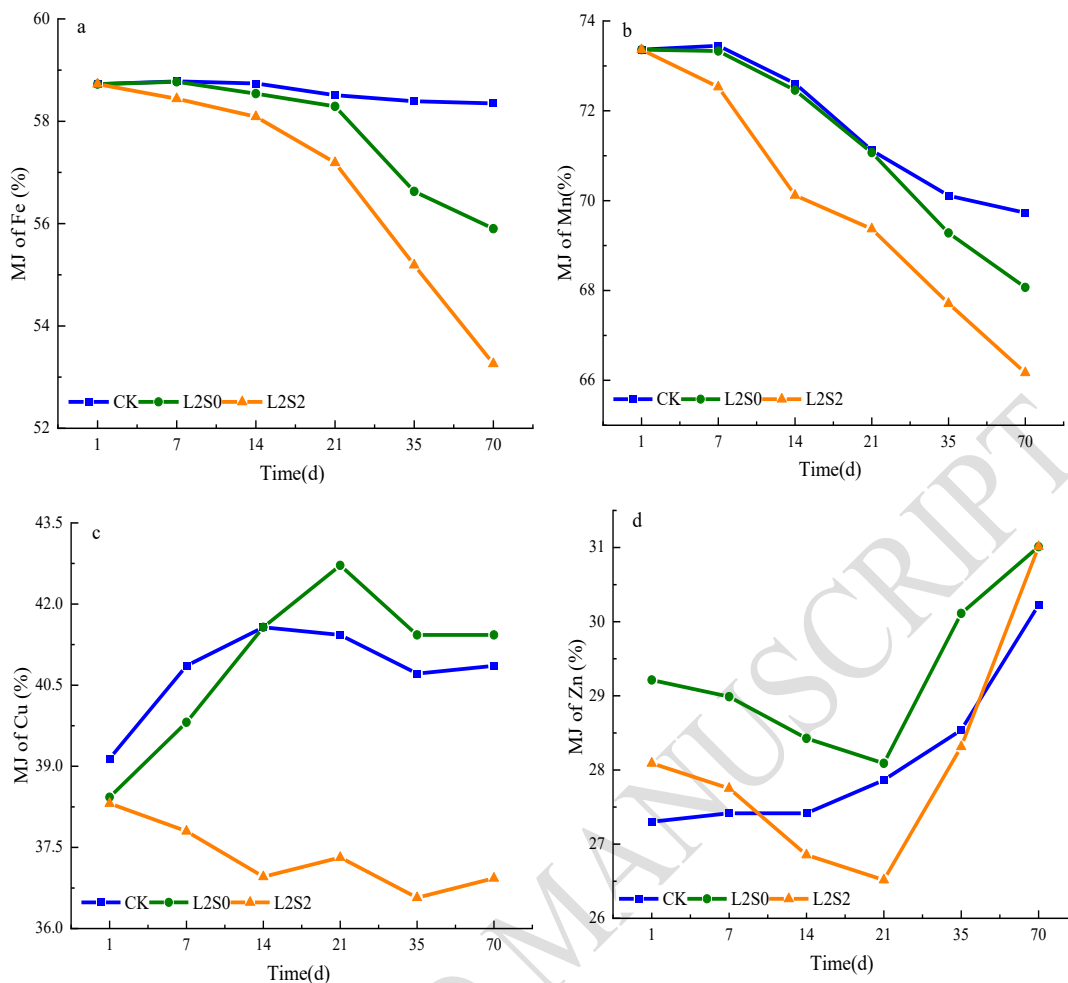 a
60
58
56
54
52
MJ of Fe (%)
CK L2S0 L2S2
1 7 14 21 35 70
Time(d)
b
74
72
70
68
66
MJ of Mn(%)
CK L2S0 L2S2
1 7 14 21 35 70
Time(d)
c
43.5
42.0
40.5
39.0
37.5
36.0
MJ of Cu (%)
CK L2S0 L2S2
1 7 14 21 35 70
Time(d)
d
31
30
29
28
27
26
MJ of Zn (%)
CK L2S0 L2S2
1 7 14 21 35 70
Time(d)
MANUSCRIPT